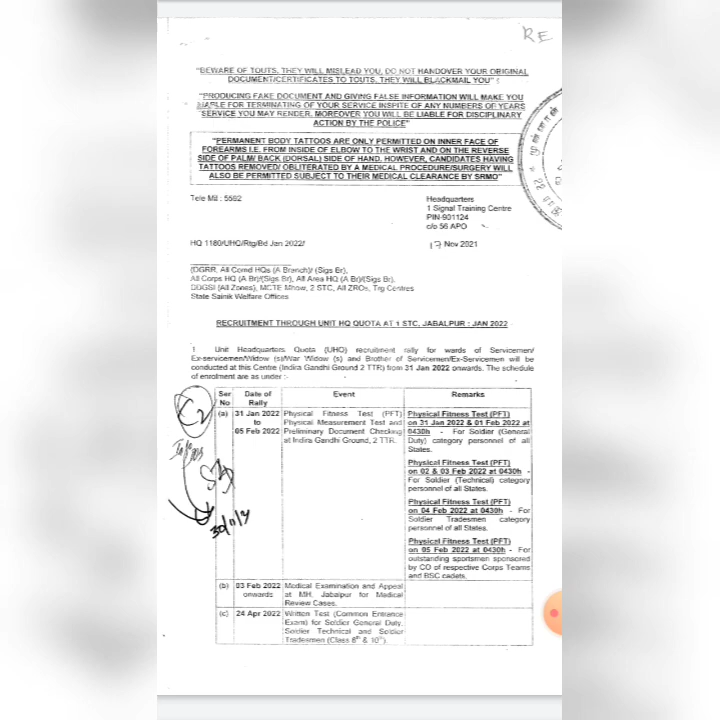 RE
"BEWARE OF TOUTS, THEY WILL MISLEAD YOU, DO NOT HANDOVER YOUR ORIGINAL
DOCUMENT/CERTIFICATES TO TOUTS, THEY WILL BLACKMAIL YOU"
"PRODUCING FAKE DOCUMENT AND GIVING FALSE INFORMATION WILL MAKE YOU
LIABLE FOR TERMINATING OF YOUR SERVICE INSPITE OF ANY NUMBERS OF YEARS
SERVICE YOU MAY RENDER. MOREOVER YOU WILL BE LIABLE FOR DISCIPLINARY
ACTION BY THE POLICE"
"PERMANENT BODY TATTOOS ARE ONLY PERMITTED ON INNER FACE OF
FOREARMS I.E. FROM INSIDE OF ELBOW TO THE WRIST AND ON THE REVERSE
SIDE OF PALM/ BACK (DORSAL) SIDE OF HAND. HOWEVER, CANDIDATES HAVING
TATTOOS REMOVED/ OBLITERATED BY A MEDICAL PROCEDURE/SURGERY WILL
ALSO BE PERMITTED SUBJECT TO THEIR MEDICAL CLEARANCE BY SRMO"
Tele Mil : 5592
Headquarters
1 Signal Training Centre
PIN-901124
c/o 56 APO
HQ 1180/UHQ/Rtg/Bd Jan 2022/
17 Nov 2021
(DGRR, All Comd HQs (A Branch)/ (Sigs Br),
All Corps HQ (A Br)/(Sigs Br), All Area HQ (A Br)/(Sigs Br),
DDGSI (All Zones), MCTE Mhow, 2 STC, All ZROs, Trg Centres
State Sainik Welfare Offices
RECRUITMENT THROUGH UNIT HQ QUOTA AT 1 STC, JABALPUR : JAN 2022
1 Unit Headquarters Quota (UHQ) recruitment rally for wards of Servicemen/
Ex-servicemen/Widow (s)/War Widow (s) and Brother of Servicemen/Ex-Servicemen will be
conducted at this Centre (Indira Gandhi Ground 2 TTR) from 31 Jan 2022 onwards. The schedule
of enrolment are as under :-
Ser No
Date of Rally
Event
Remarks
(a)
31 Jan 2022
to
05 Feb 2022
Physical Fitness Test (PFT)
Physical Measurement Test and
Preliminary Document Checking
at Indira Gandhi Ground, 2 TTR.
Physical Fitness Test (PFT)
on 31 Jan 2022 & 01 Feb 2022 at
0430h - For Soldier (General
Duty) category personnel of all
States.
Physical Fitness Test (PFT)
on 02 & 03 Feb 2022 at 0430h -
For Soldier (Technical) category
personnel of all States.
Physical Fitness Test (PFT)
on 04 Feb 2022 at 0430h - For
Soldier Tradesmen category
personnel of all States.
Physical Fitness Test (PFT)
on 05 Feb 2022 at 0430h - For
outstanding sportsmen sponsored
by CO of respective Corps Teams
and BSC cadets.
(b)
03 Feb 2022
onwards
Medical Examination and Appeal
at MH, Jabalpur for Medical
Review Cases.
(c)
24 Apr 2022
Written Test (Common Entrance
Exam) for Soldier General Duty,
Soldier Technical and Soldier
Tradesmen (Class 8th & 10th).